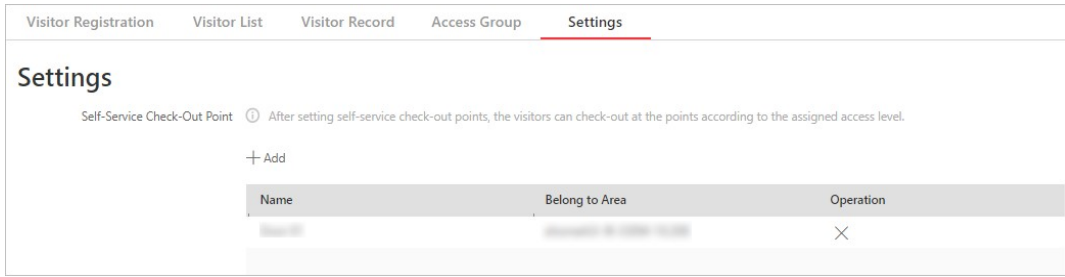 Visitor Registration Visitor List Visitor Record Access Group Settings
Settings
Self-Service Check-Out Point After setting self-service check-out points, the visitors can check-out at the points according to the assigned access level.
+ Add
Name Belong to Area Operation